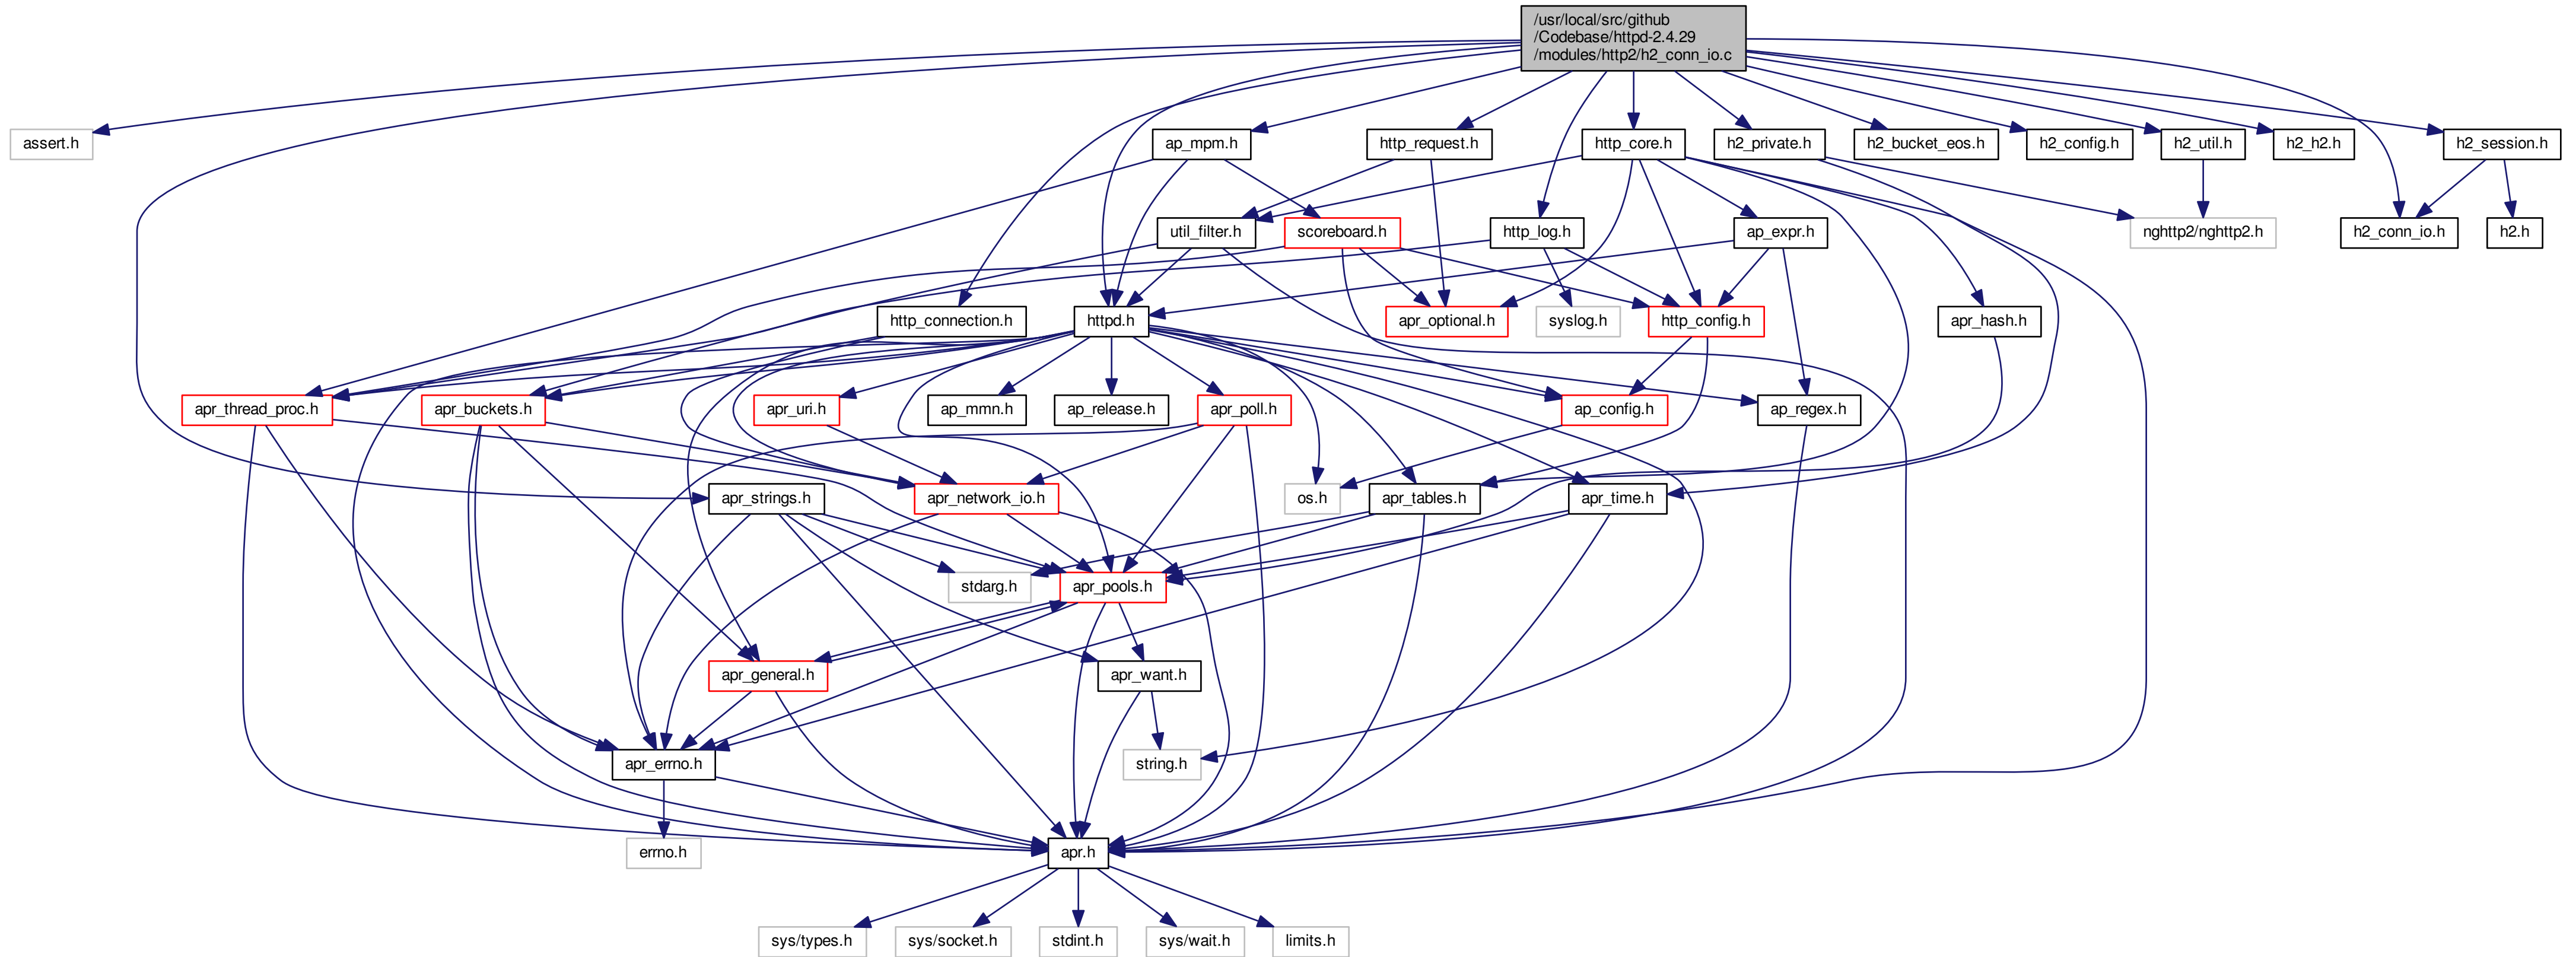 /usr/local/src/github
/Codebase/httpd-2.4.29
/modules/http2/h2_conn_io.c
assert.h
ap_mpm.h
http_request.h
http_core.h
h2_private.h
h2_bucket_eos.h
h2_config.h
h2_util.h
h2_h2.h
h2_session.h
util_filter.h
scoreboard.h
http_log.h
ap_expr.h
nghttp2/nghttp2.h
h2_conn_io.h
h2.h
http_connection.h
httpd.h
apr_optional.h
syslog.h
http_config.h
apr_hash.h
apr_thread_proc.h
apr_buckets.h
apr_uri.h
ap_mmn.h
ap_release.h
apr_poll.h
ap_config.h
ap_regex.h
apr_strings.h
apr_network_io.h
os.h
apr_tables.h
apr_time.h
stdarg.h
apr_pools.h
apr_general.h
apr_want.h
apr_errno.h
string.h
errno.h
apr.h
sys/types.h
sys/socket.h
stdint.h
sys/wait.h
limits.h